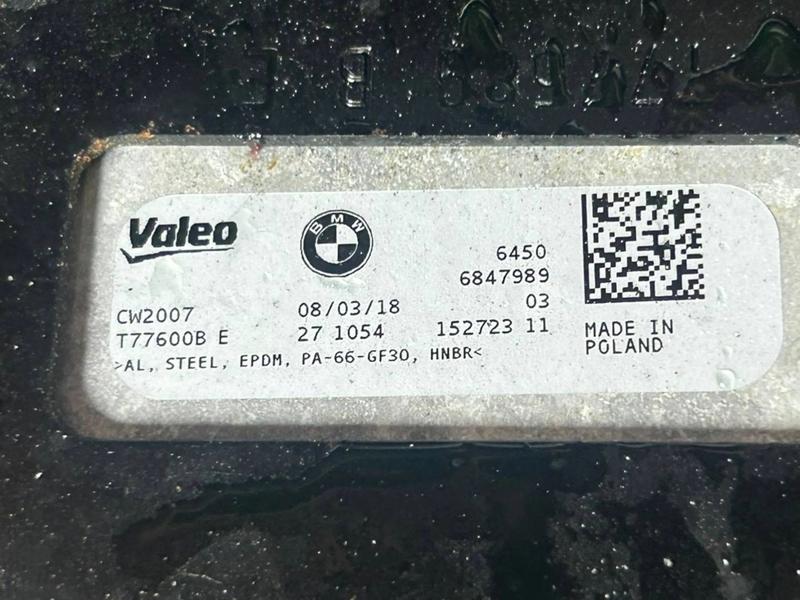 Valeo
BMW
6450
6847989
CW2007 08/03/18 03
T77600B E 27 1054 152723 11
>AL, STEEL, EPDM, PA-66-GF30, HNBR<
MADE IN
POLAND